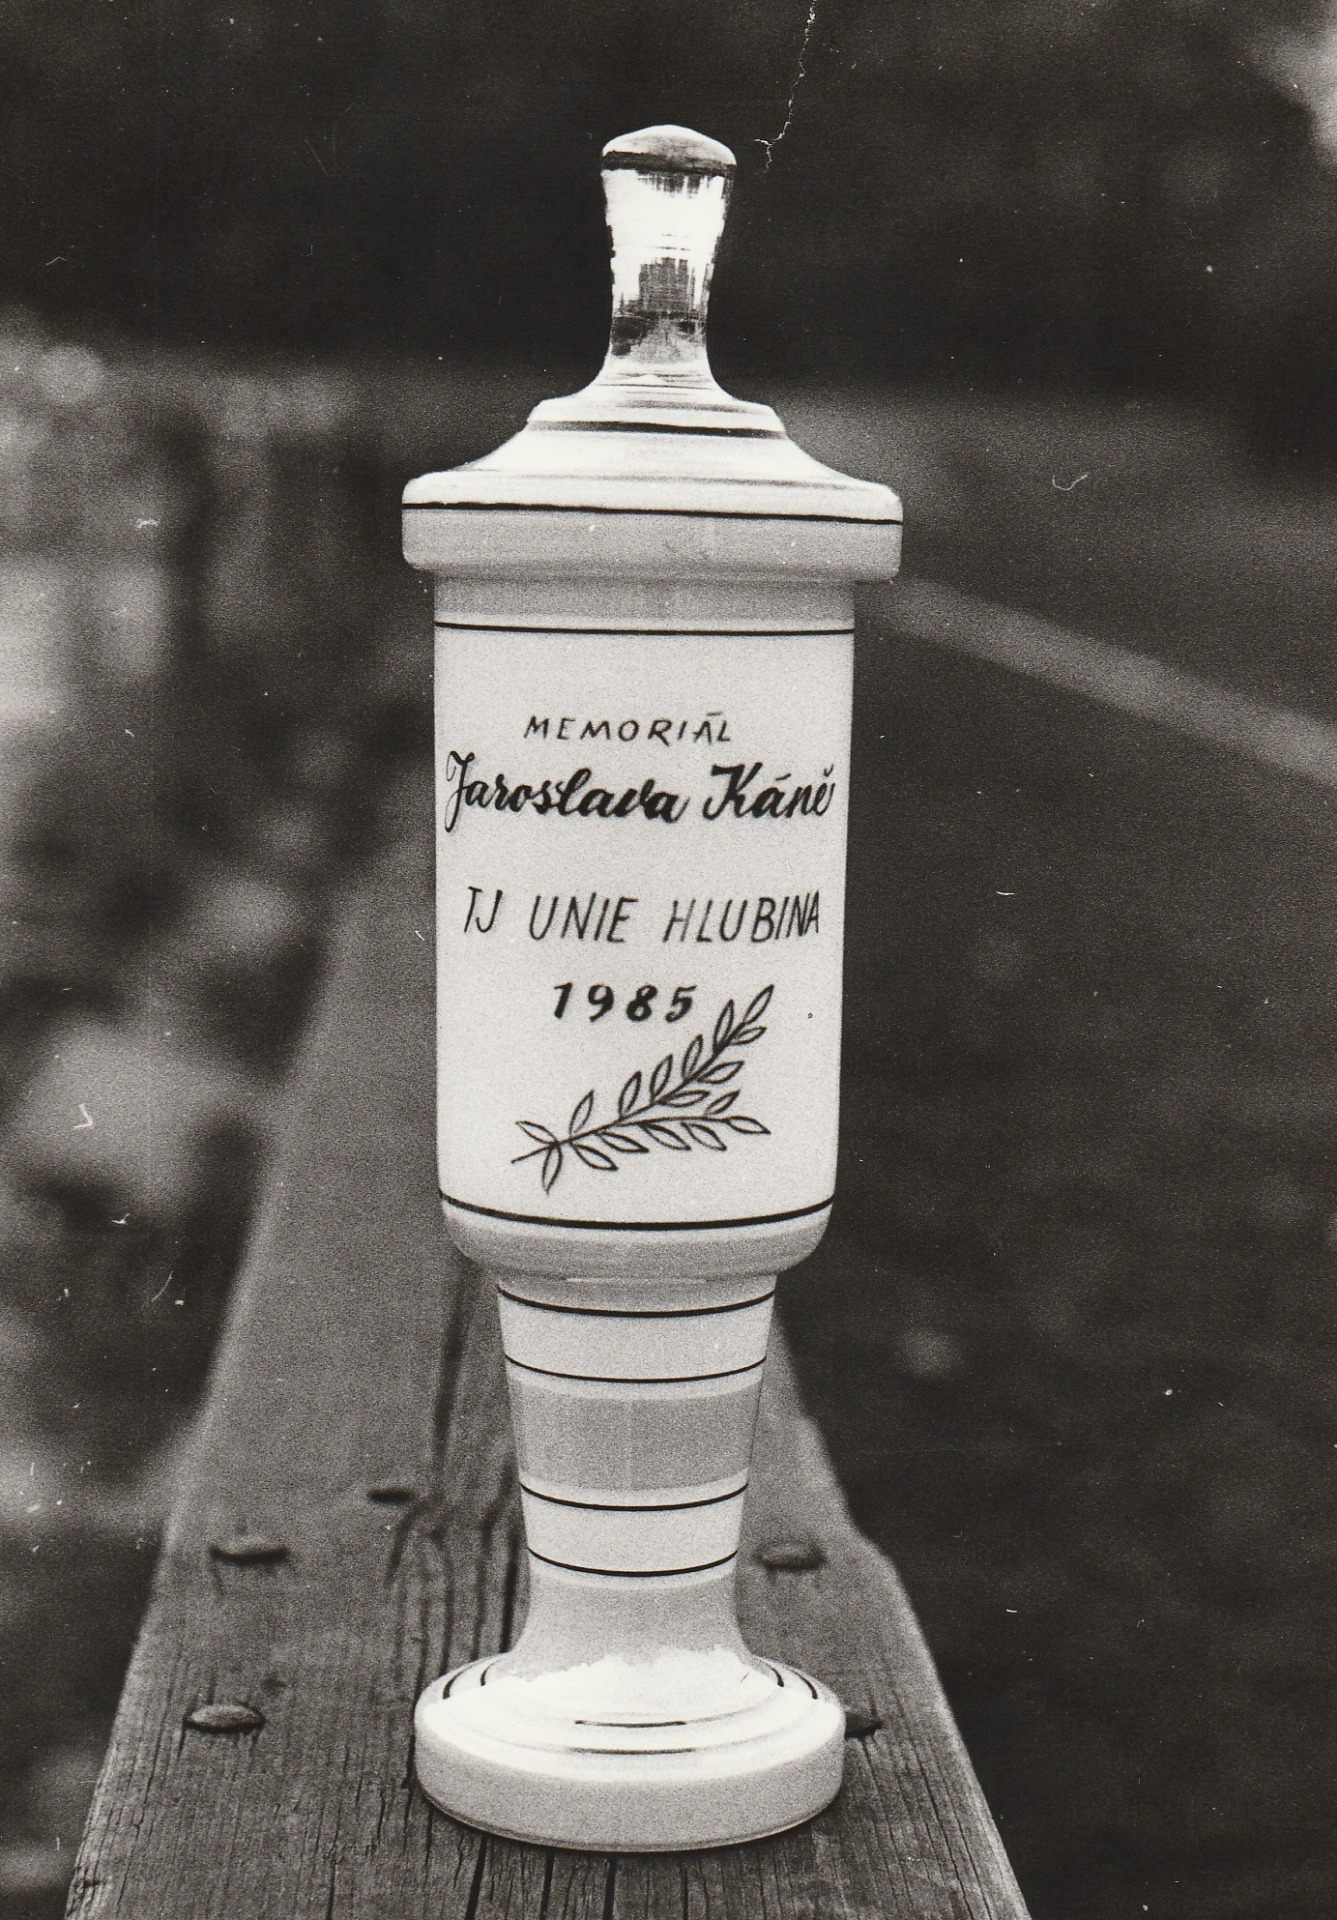 MEMORIÁL
Jaroslava Káně
TJ UNIE HLUBINA
1985